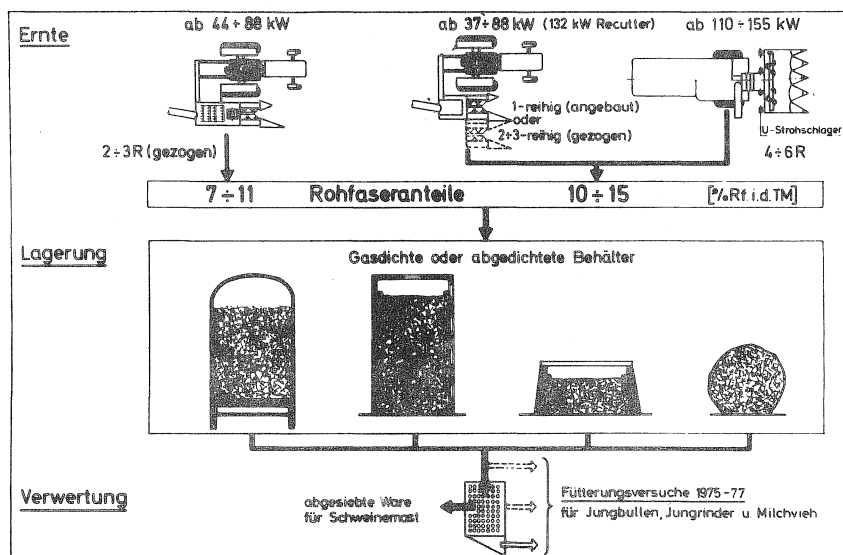 Ernte
ab 44÷88 kW
ab 37÷88 kW (132 kW Recutter)
ab 110÷155 kW
1-reihig (angebaut)
oder
2÷3-reihig (gezogen)
U-Strohschläger
2÷3R (gezogen)
4÷6R
7÷11 Rohfaseranteile 10÷15 [% Rf. i.d. TM]
Lagerung
Gasdichte oder abgedichtete Behälter
Verwertung
abgesiebte Ware
für Schweinemast
Fütterungsversuche 1975-77
für Jungbullen, Jungrinder u. Milchvieh